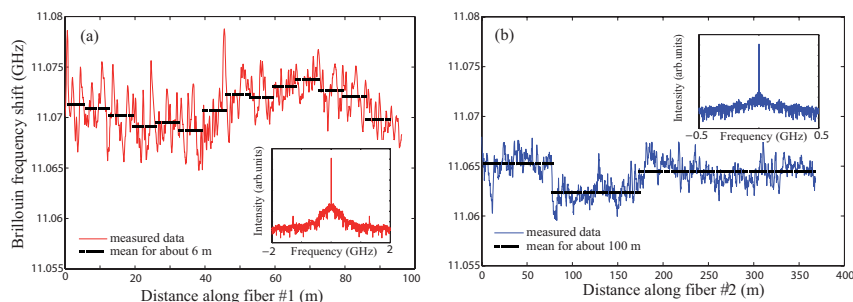 (a)
(b)
Brillouin frequency shift (GHz)
11.08
11.075
11.07
11.065
11.06
11.055
0 20 40 60 80 100
Distance along fiber #1 (m)
measured data
mean for about 6 m
Intensity (arb.units)
−2 Frequency (GHz) 2
11.08
11.075
11.07
11.065
11.06
11.055
0 50 100 150 200 250 300 350 400
Distance along fiber #2 (m)
measured data
mean for about 100 m
Intensity (arb.units)
−0.5 Frequency (GHz) 0.5